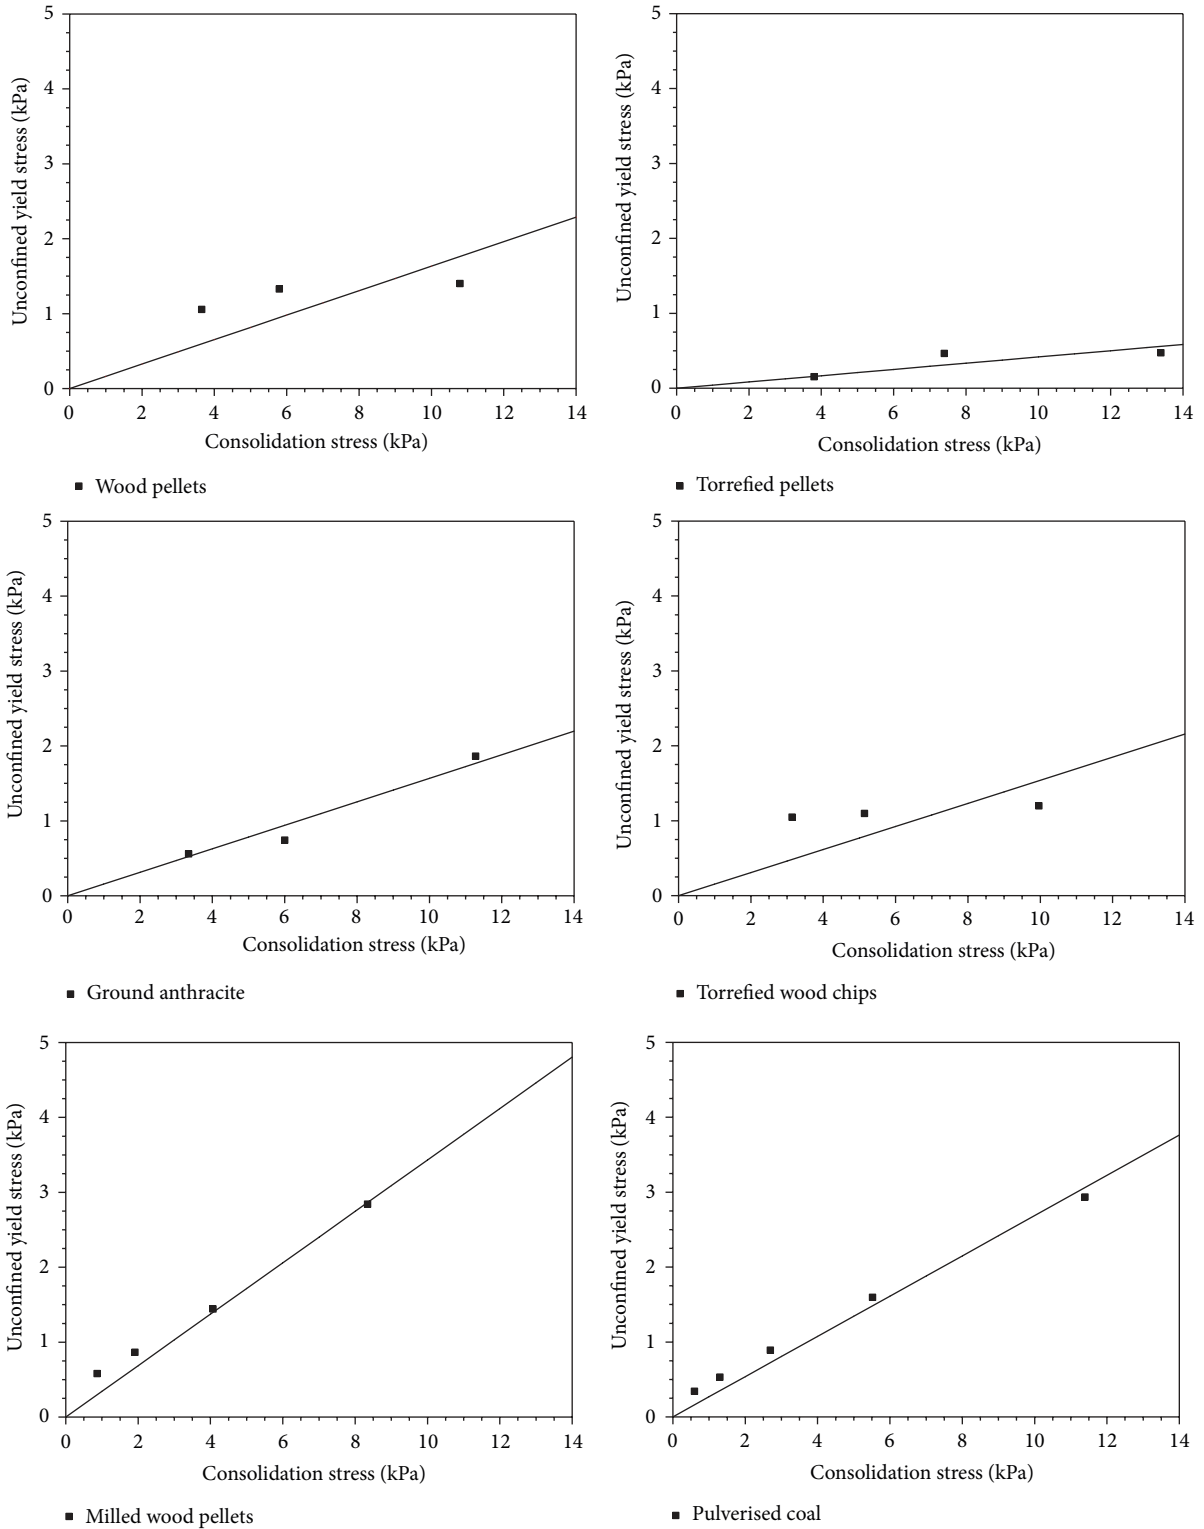 5
4
3
2
1
0
Unconfined yield stress (kPa)
0 2 4 6 8 10 12 14
Consolidation stress (kPa)
Wood pellets
5
4
3
2
1
0
Unconfined yield stress (kPa)
0 2 4 6 8 10 12 14
Consolidation stress (kPa)
Torrefied pellets
5
4
3
2
1
0
Unconfined yield stress (kPa)
0 2 4 6 8 10 12 14
Consolidation stress (kPa)
Ground anthracite
5
4
3
2
1
0
Unconfined yield stress (kPa)
0 2 4 6 8 10 12 14
Consolidation stress (kPa)
Torrefied wood chips
5
4
3
2
1
0
Unconfined yield stress (kPa)
0 2 4 6 8 10 12 14
Consolidation stress (kPa)
Milled wood pellets
5
4
3
2
1
0
Unconfined yield stress (kPa)
0 2 4 6 8 10 12 14
Consolidation stress (kPa)
Pulverised coal